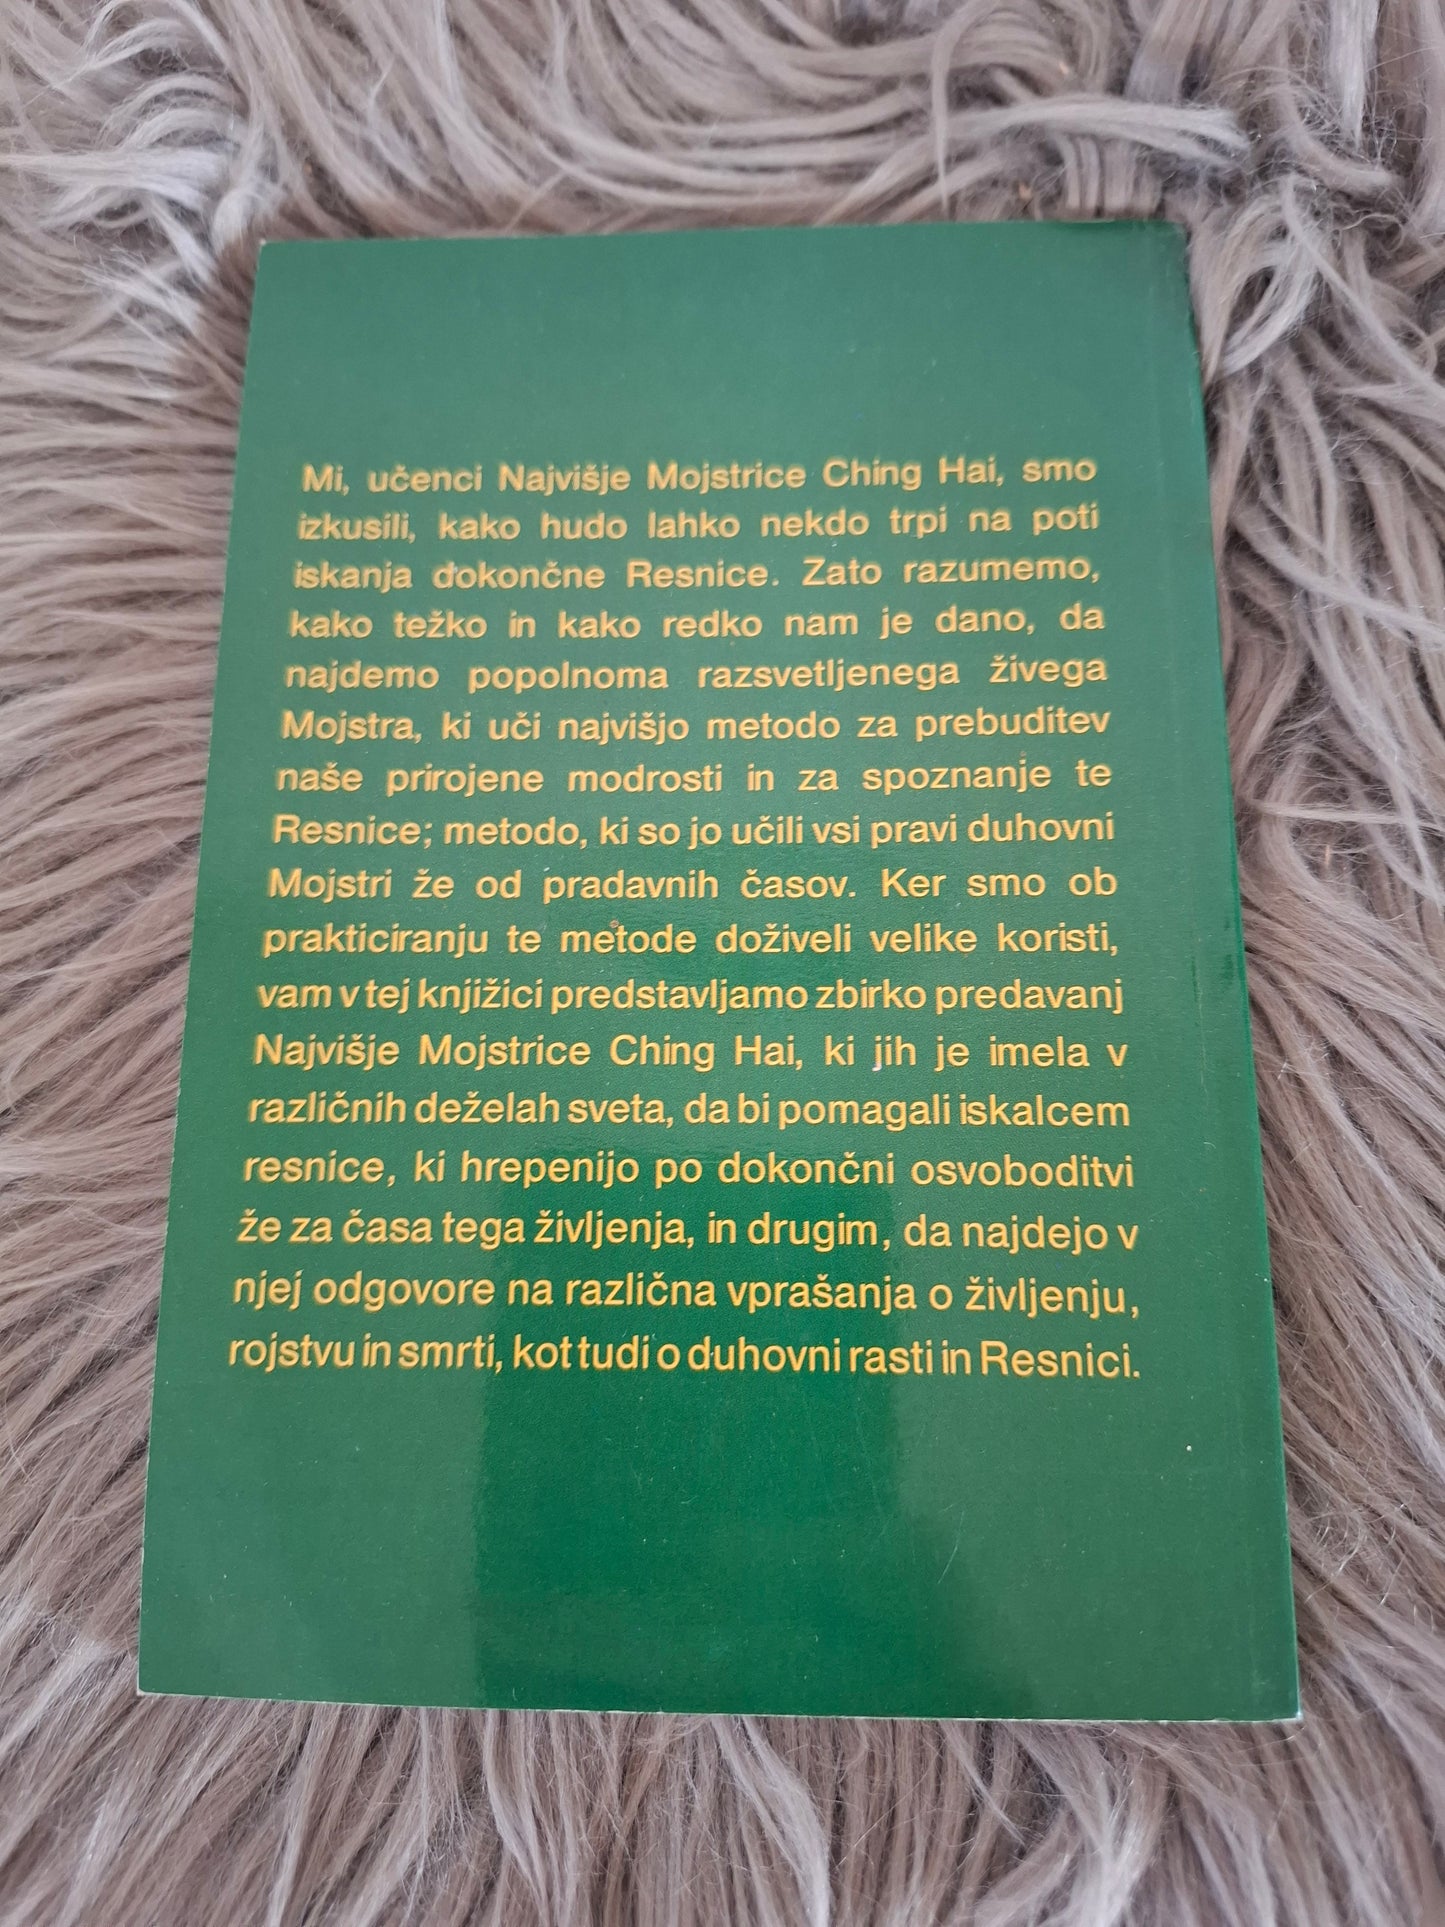 Mi, učenci Najvišje Mojstrice Ching Hai, smo
izkusili, kako hudo lahko nekdo trpi na poti
iskanja dokončne Resnice. Zato razumemo,
kako težko in kako redko nam je dano, da
najdemo popolnoma razsvetljenega živega
Mojstra, ki uči najvišjo metodo za prebuditev
naše prirojene modrosti in za spoznanje te
Resnice; metodo, ki so jo učili vsi pravi duhovni
Mojstri že od pradavnih časov. Ker smo ob
prakticiranju te metode doživeli velike koristi,
vam v tej knjižici predstavljamo zbirko predavanj
Najvišje Mojstrice Ching Hai, ki jih je imela v
različnih deželah sveta, da bi pomagali iskalcem
resnice, ki hrepenijo po dokončni osvoboditvi
že za časa tega življenja, in drugim, da najdejo v
njej odgovore na različna vprašanja o življenju,
rojstvu in smrti, kot tudi o duhovni rasti in Resnici.